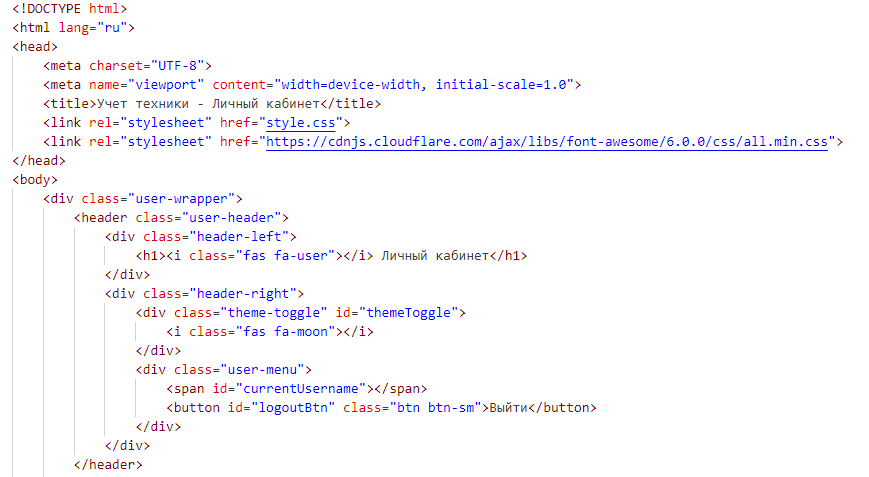 <!DOCTYPE html>
<html lang="ru">
<head>
    <meta charset="UTF-8">
    <meta name="viewport" content="width=device-width, initial-scale=1.0">
    <title>Учет техники - Личный кабинет</title>
    <link rel="stylesheet" href="style.css">
    <link rel="stylesheet" href="https://cdnjs.cloudflare.com/ajax/libs/font-awesome/6.0.0/css/all.min.css">
</head>
<body>
    <div class="user-wrapper">
        <header class="user-header">
            <div class="header-left">
                <h1><i class="fas fa-user"></i> Личный кабинет</h1>
            </div>
            <div class="header-right">
                <div class="theme-toggle" id="themeToggle">
                    <i class="fas fa-moon"></i>
                </div>
                <div class="user-menu">
                    <span id="currentUsername"></span>
                    <button id="logoutBtn" class="btn btn-sm">Выйти</button>
                </div>
            </div>
        </header>